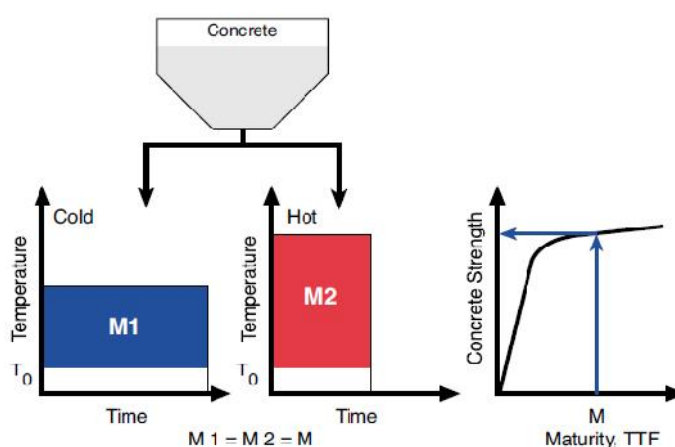 Concrete
Cold
Temperature
M1
T0
Time
Hot
Temperature
M2
T0
Time
M 1 = M 2 = M
Concrete Strength
M
Maturity, TTF